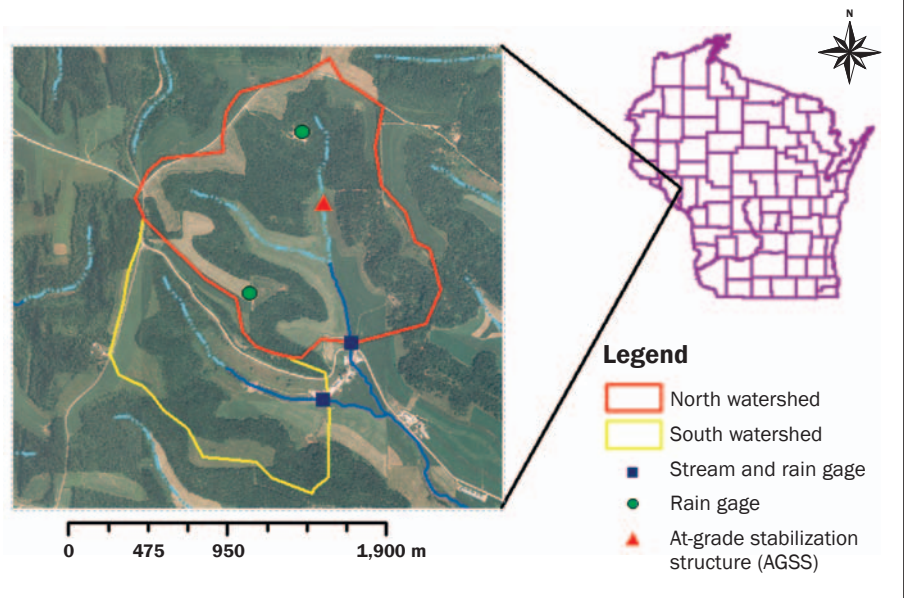 N
Legend
North watershed
South watershed
Stream and rain gage
Rain gage
At-grade stabilization
structure (AGSS)
0 475 950 1,900 m